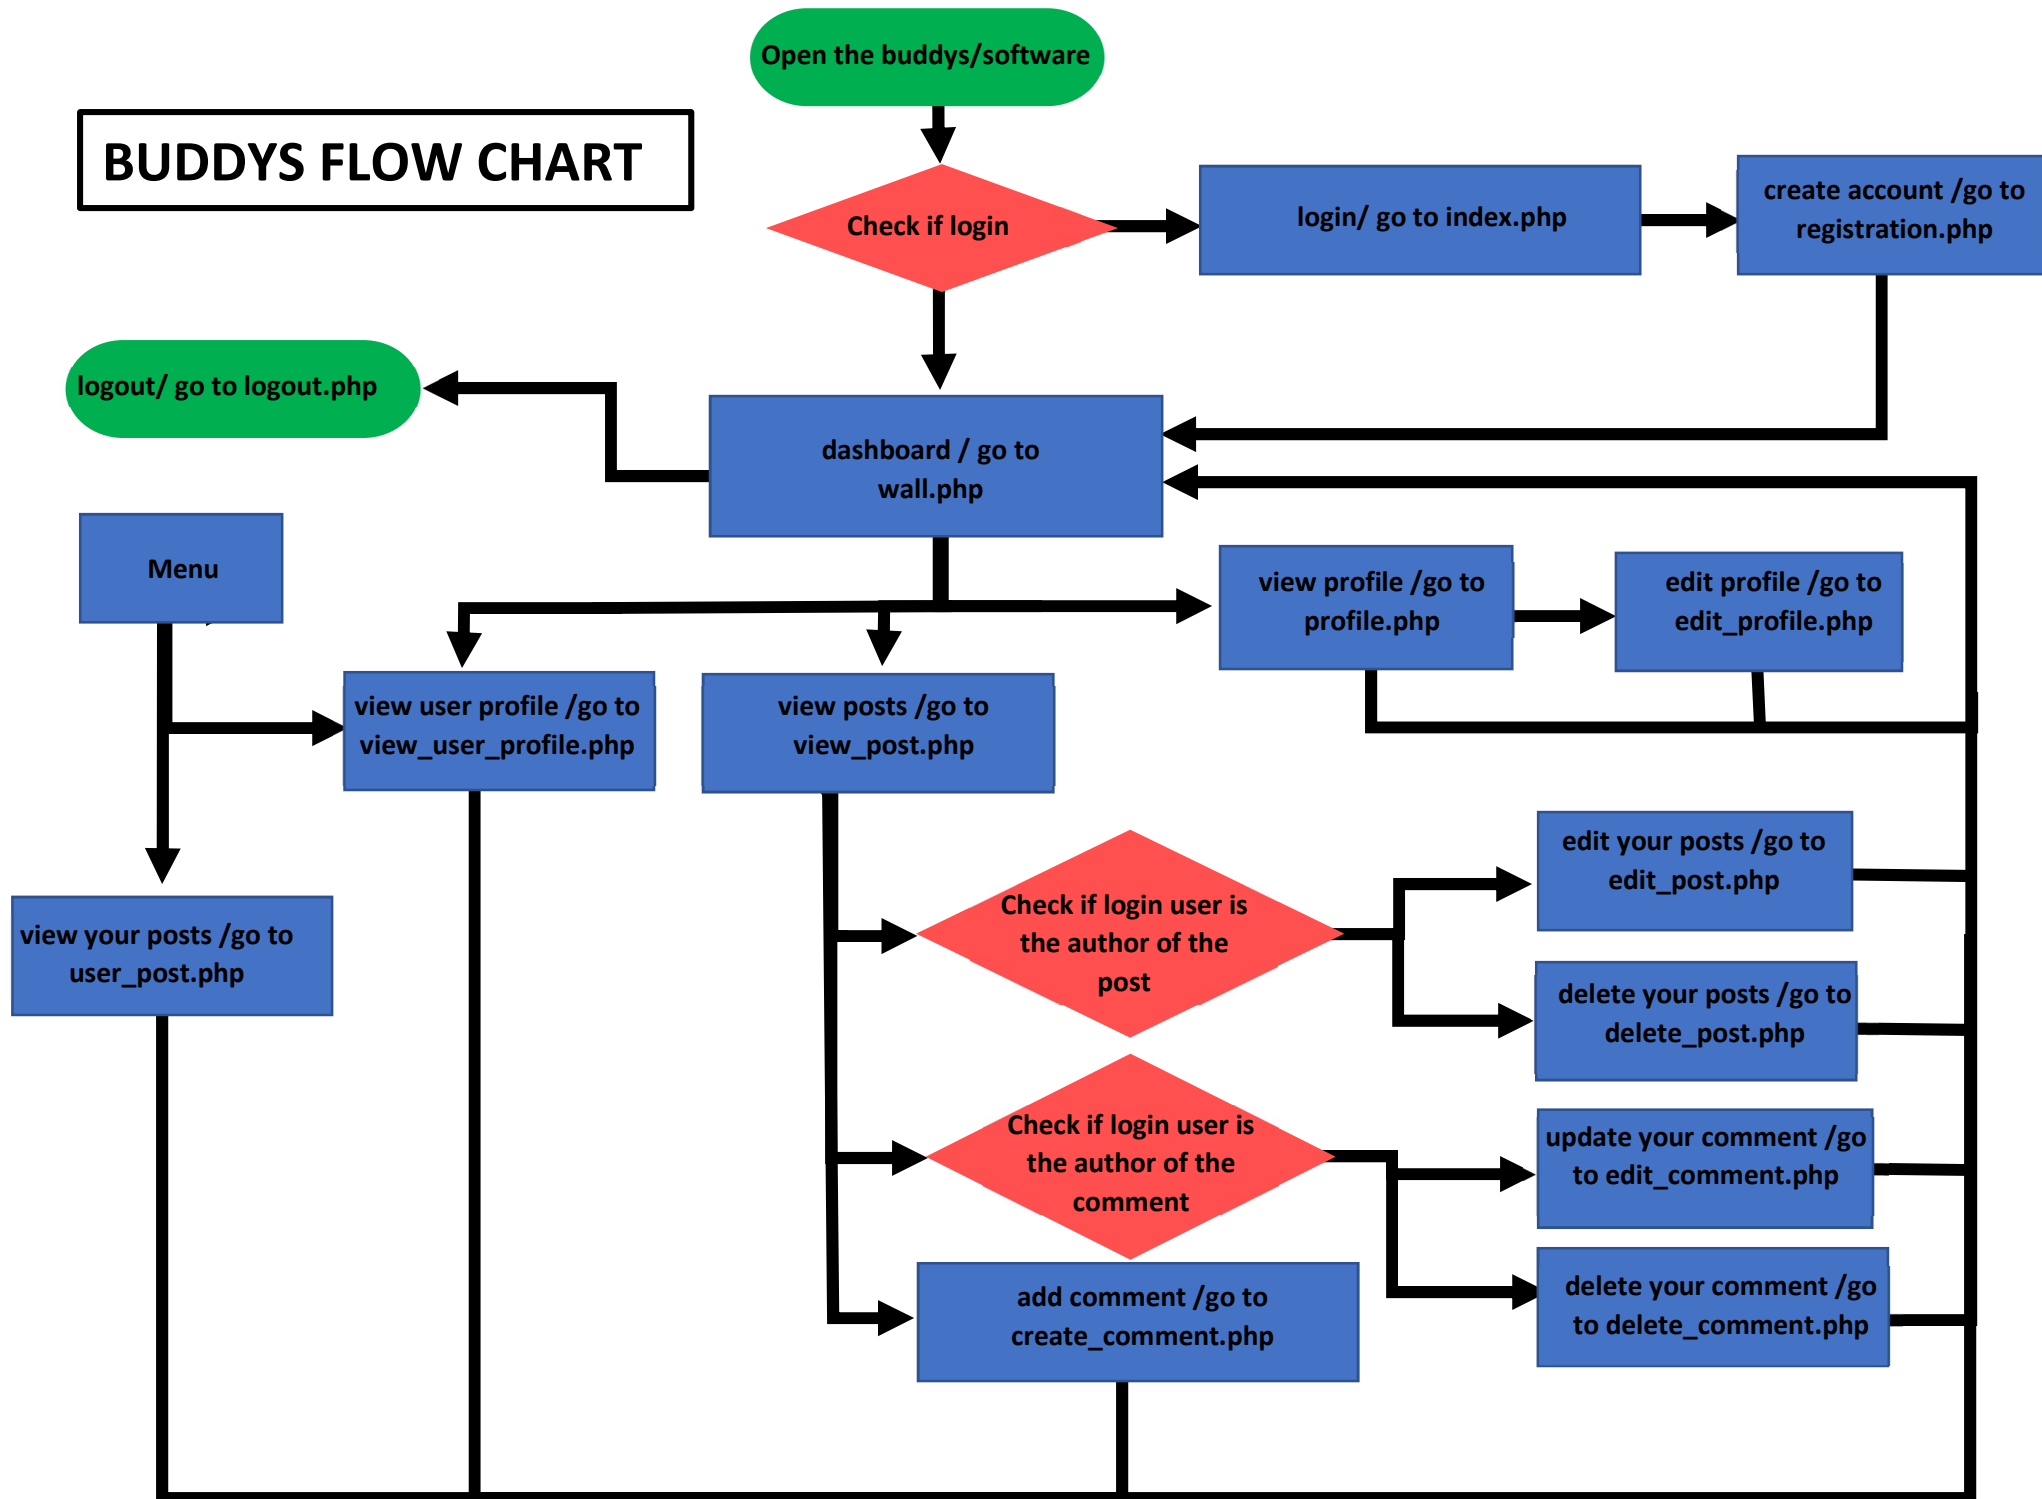 Open the buddys/software
BUDDYS FLOW CHART
Check if login
login/ go to index.php
create account /go to
registration.php
logout/ go to logout.php
dashboard / go to
wall.php
Menu
view profile /go to
profile.php
edit profile /go to
edit_profile.php
view user profile /go to
view_user_profile.php
view posts /go to
view_post.php
edit your posts /go to
edit_post.php
Check if login user is
the author of the
post
view your posts /go to
user_post.php
delete your posts /go to
delete_post.php
Check if login user is
the author of the
comment
update your comment /go
to edit_comment.php
add comment /go to
create_comment.php
delete your comment /go
to delete_comment.php